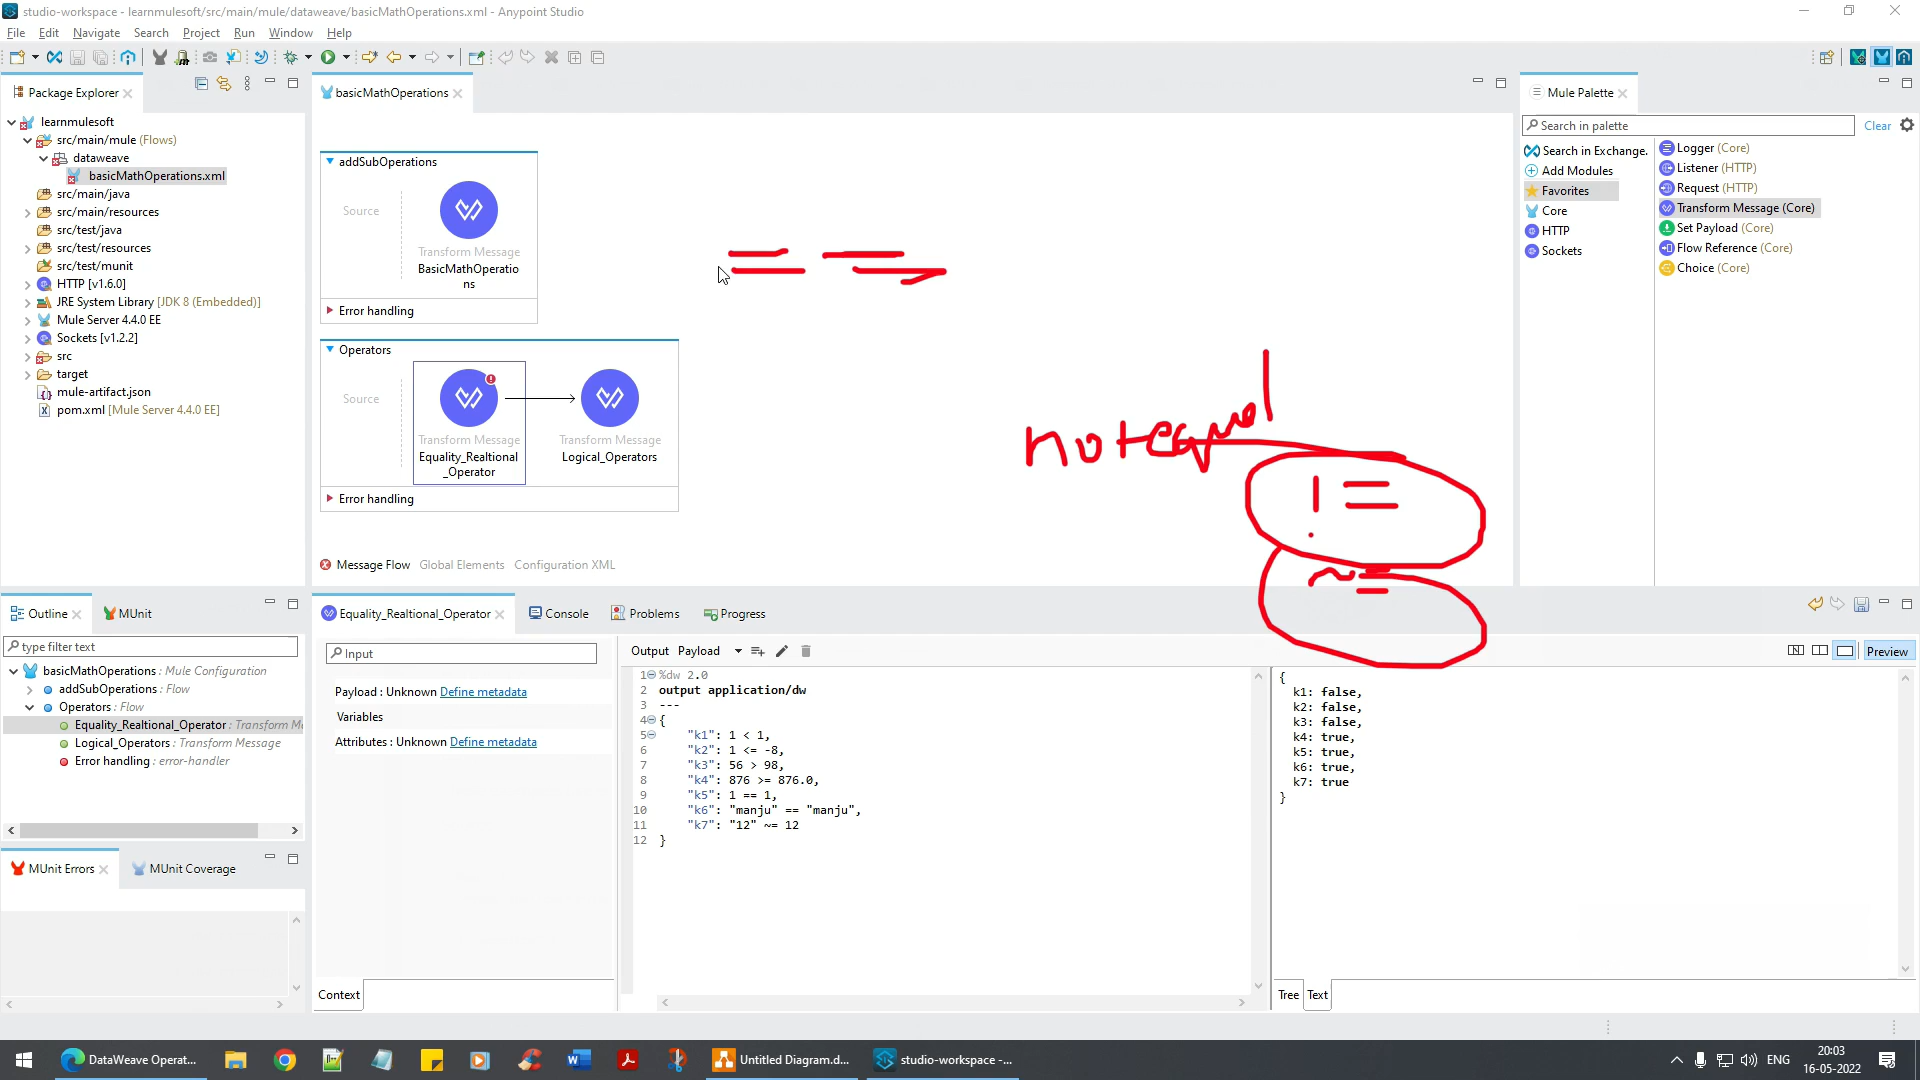 studio-workspace - learnmulesoft/src/main/mule/dataweave/basicMathOperations.xml - Anypoint Studio
File Edit Navigate Search Project Run Window Help
Package Explorer
learnmulesoft
src/main/mule (Flows)
dataweave
basicMathOperations.xml
src/main/java
src/main/resources
src/test/java
src/test/resources
src/test/munit
HTTP [v1.6.0]
JRE System Library [JDK 8 (Embedded)]
Mule Server 4.4.0 EE
Sockets [v1.2.2]
src
target
mule-artifact.json
pom.xml [Mule Server 4.4.0 EE]
basicMathOperations
addSubOperations
Source
Transform Message
BasicMathOperatio
ns
Error handling
Operators
Source
Transform Message
Equality_Realtional
_Operator
Transform Message
Logical_Operators
Error handling
Message Flow Global Elements Configuration XML
= =
not equal
! =
~ =
Mule Palette
Search in palette Clear
Search in Exchange.
Add Modules
Favorites
Core
HTTP
Sockets
Logger (Core)
Listener (HTTP)
Request (HTTP)
Transform Message (Core)
Set Payload (Core)
Flow Reference (Core)
Choice (Core)
Outline MUnit
type filter text
basicMathOperations : Mule Configuration
addSubOperations : Flow
Operators : Flow
Equality_Realtional_Operator : Transform M
Logical_Operators : Transform Message
Error handling : error-handler
MUnit Errors MUnit Coverage
Equality_Realtional_Operator Console Problems Progress
Input
Payload : Unknown Define metadata
Variables
Attributes : Unknown Define metadata
Context
Output Payload Preview
1 %dw 2.0
2 output application/dw
3 ---
4 {
5 "k1": 1 < 1,
6 "k2": 1 <= -8,
7 "k3": 56 > 98,
8 "k4": 876 >= 876.0,
9 "k5": 1 == 1,
10 "k6": "manju" == "manju",
11 "k7": "12" ~= 12
12 }
{
k1: false,
k2: false,
k3: false,
k4: true,
k5: true,
k6: true,
k7: true
}
Tree Text
DataWeave Operat...
Untitled Diagram.d...
studio-workspace -...
ENG
20:03
16-05-2022